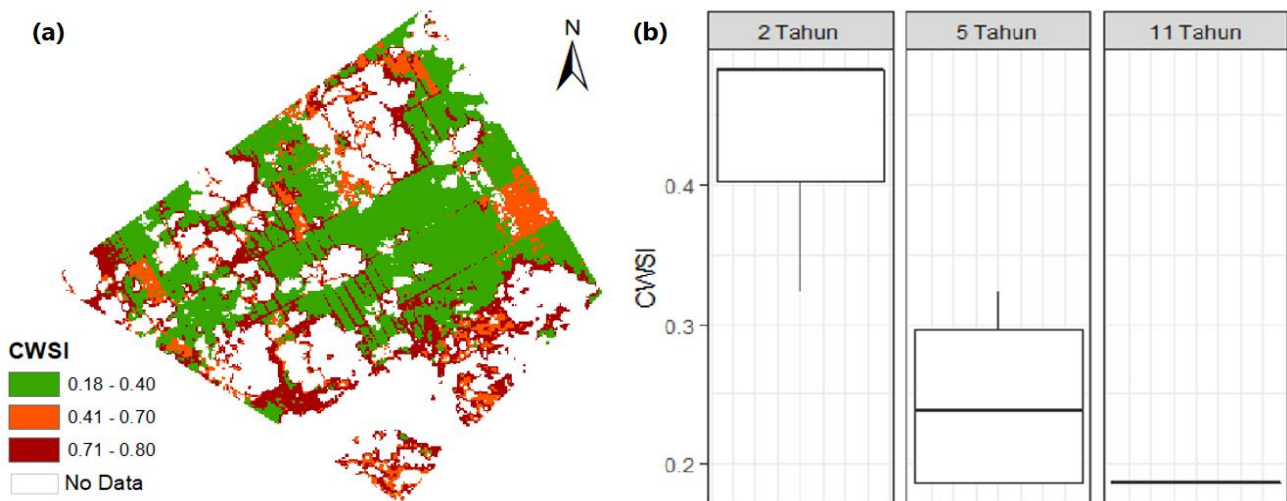 (a)
N
CWSI
0.18 - 0.40
0.41 - 0.70
0.71 - 0.80
No Data
(b)
2 Tahun
5 Tahun
11 Tahun
CWSI
0.4
0.3
0.2